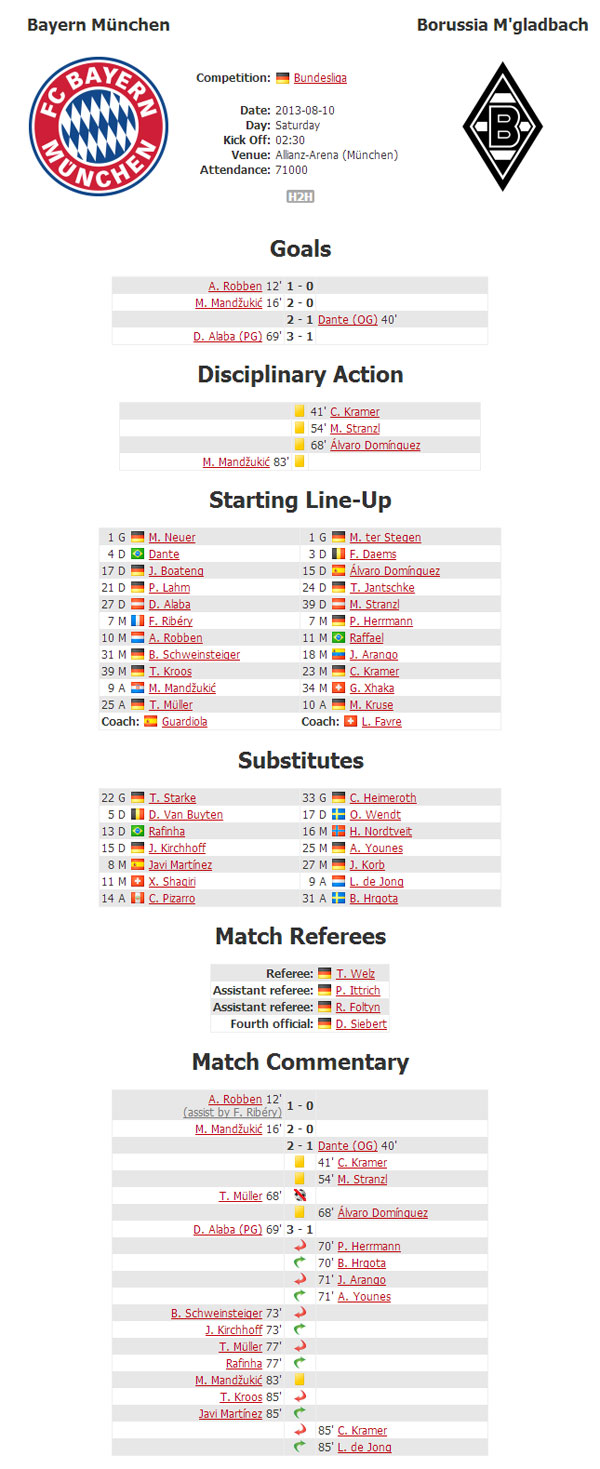 Bayern München Borussia M'gladbach
FC BAYERN
MÜNCHEN
B
Competition: Bundesliga
Date: 2013-08-10
Day: Saturday
Kick Off: 02:30
Venue: Allianz-Arena (München)
Attendance: 71000
H2H
Goals
A. Robben 12' 1 - 0
M. Mandžukić 16' 2 - 0
2 - 1 Dante (OG) 40'
D. Alaba (PG) 69' 3 - 1
Disciplinary Action
41' C. Kramer
54' M. Stranzl
68' Álvaro Domínguez
M. Mandžukić 83'
Starting Line-Up
1 G M. Neuer 1 G M. ter Stegen
4 D Dante 3 D F. Daems
17 D J. Boateng 15 D Álvaro Domínguez
21 D P. Lahm 24 D T. Jantschke
27 D D. Alaba 39 D M. Stranzl
7 M F. Ribéry 7 M P. Herrmann
10 M A. Robben 11 M Raffael
31 M B. Schweinsteiger 18 M J. Arango
39 M T. Kroos 23 M C. Kramer
9 A M. Mandžukić 34 M G. Xhaka
25 A T. Müller 10 A M. Kruse
Coach: Guardiola Coach: L. Favre
Substitutes
22 G T. Starke 33 G C. Heimeroth
5 D D. Van Buyten 17 D O. Wendt
13 D Rafinha 16 M H. Nordtveit
15 D J. Kirchhoff 25 M A. Younes
8 M Javi Martínez 27 M J. Korb
11 M X. Shaqiri 9 A L. de Jong
14 A C. Pizarro 31 A B. Hrgota
Match Referees
Referee: T. Welz
Assistant referee: P. Ittrich
Assistant referee: R. Foltyn
Fourth official: D. Siebert
Match Commentary
A. Robben 12' 1 - 0
(assist by F. Ribéry)
M. Mandžukić 16' 2 - 0
2 - 1 Dante (OG) 40'
41' C. Kramer
54' M. Stranzl
T. Müller 68'
68' Álvaro Domínguez
D. Alaba (PG) 69' 3 - 1
70' P. Herrmann
70' B. Hrgota
71' J. Arango
71' A. Younes
B. Schweinsteiger 73'
J. Kirchhoff 73'
T. Müller 77'
Rafinha 77'
M. Mandžukić 83'
T. Kroos 85'
Javi Martínez 85'
85' C. Kramer
85' L. de Jong